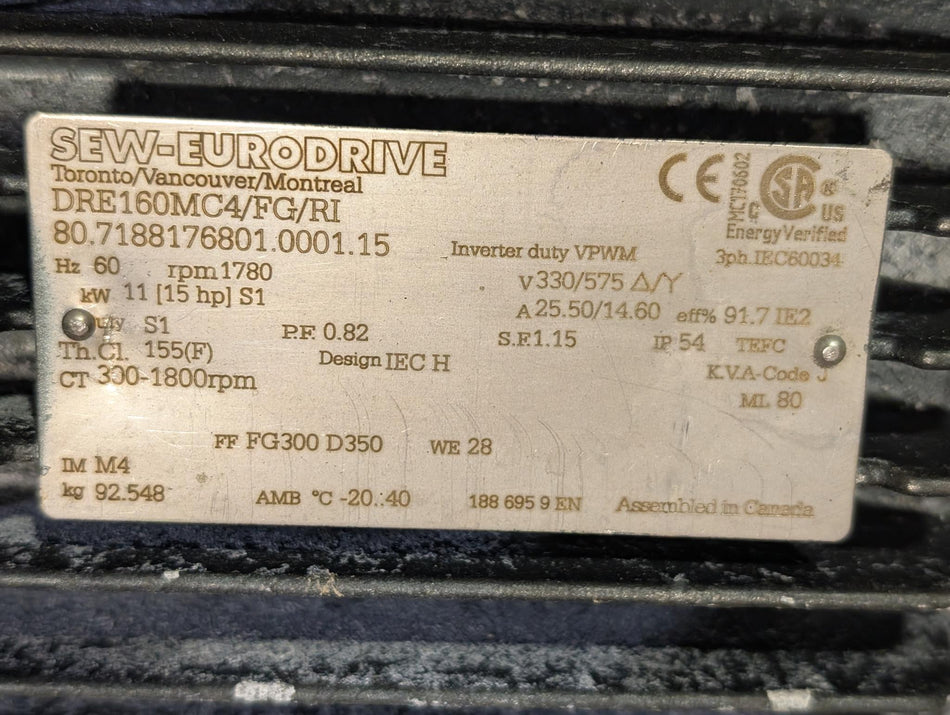 SEW-EURODRIVE
Toronto/Vancouver/Montreal
DRE160MC4/FG/RI
80.7188176801.0001.15
Inverter duty VPWM
CE
EMC170602
CSA ®
C US
Energy Verified
3ph.IEC60034
Hz 60 rpm 1780
V 330/575 Δ/Y
kW 11 [15 hp] S1
A 25.50/14.60 eff% 91.7 IE2
uty S1 P.F. 0.82 S.F.1.15 IP 54 TEFC
Th.Cl. 155(F) Design IEC H K.V.A-Code J
CT 300-1800rpm ML 80
FF FG300 D350 WE 28
IM M4
kg 92.548 AMB °C -20..40 188 695 9 EN Assembled in Canada